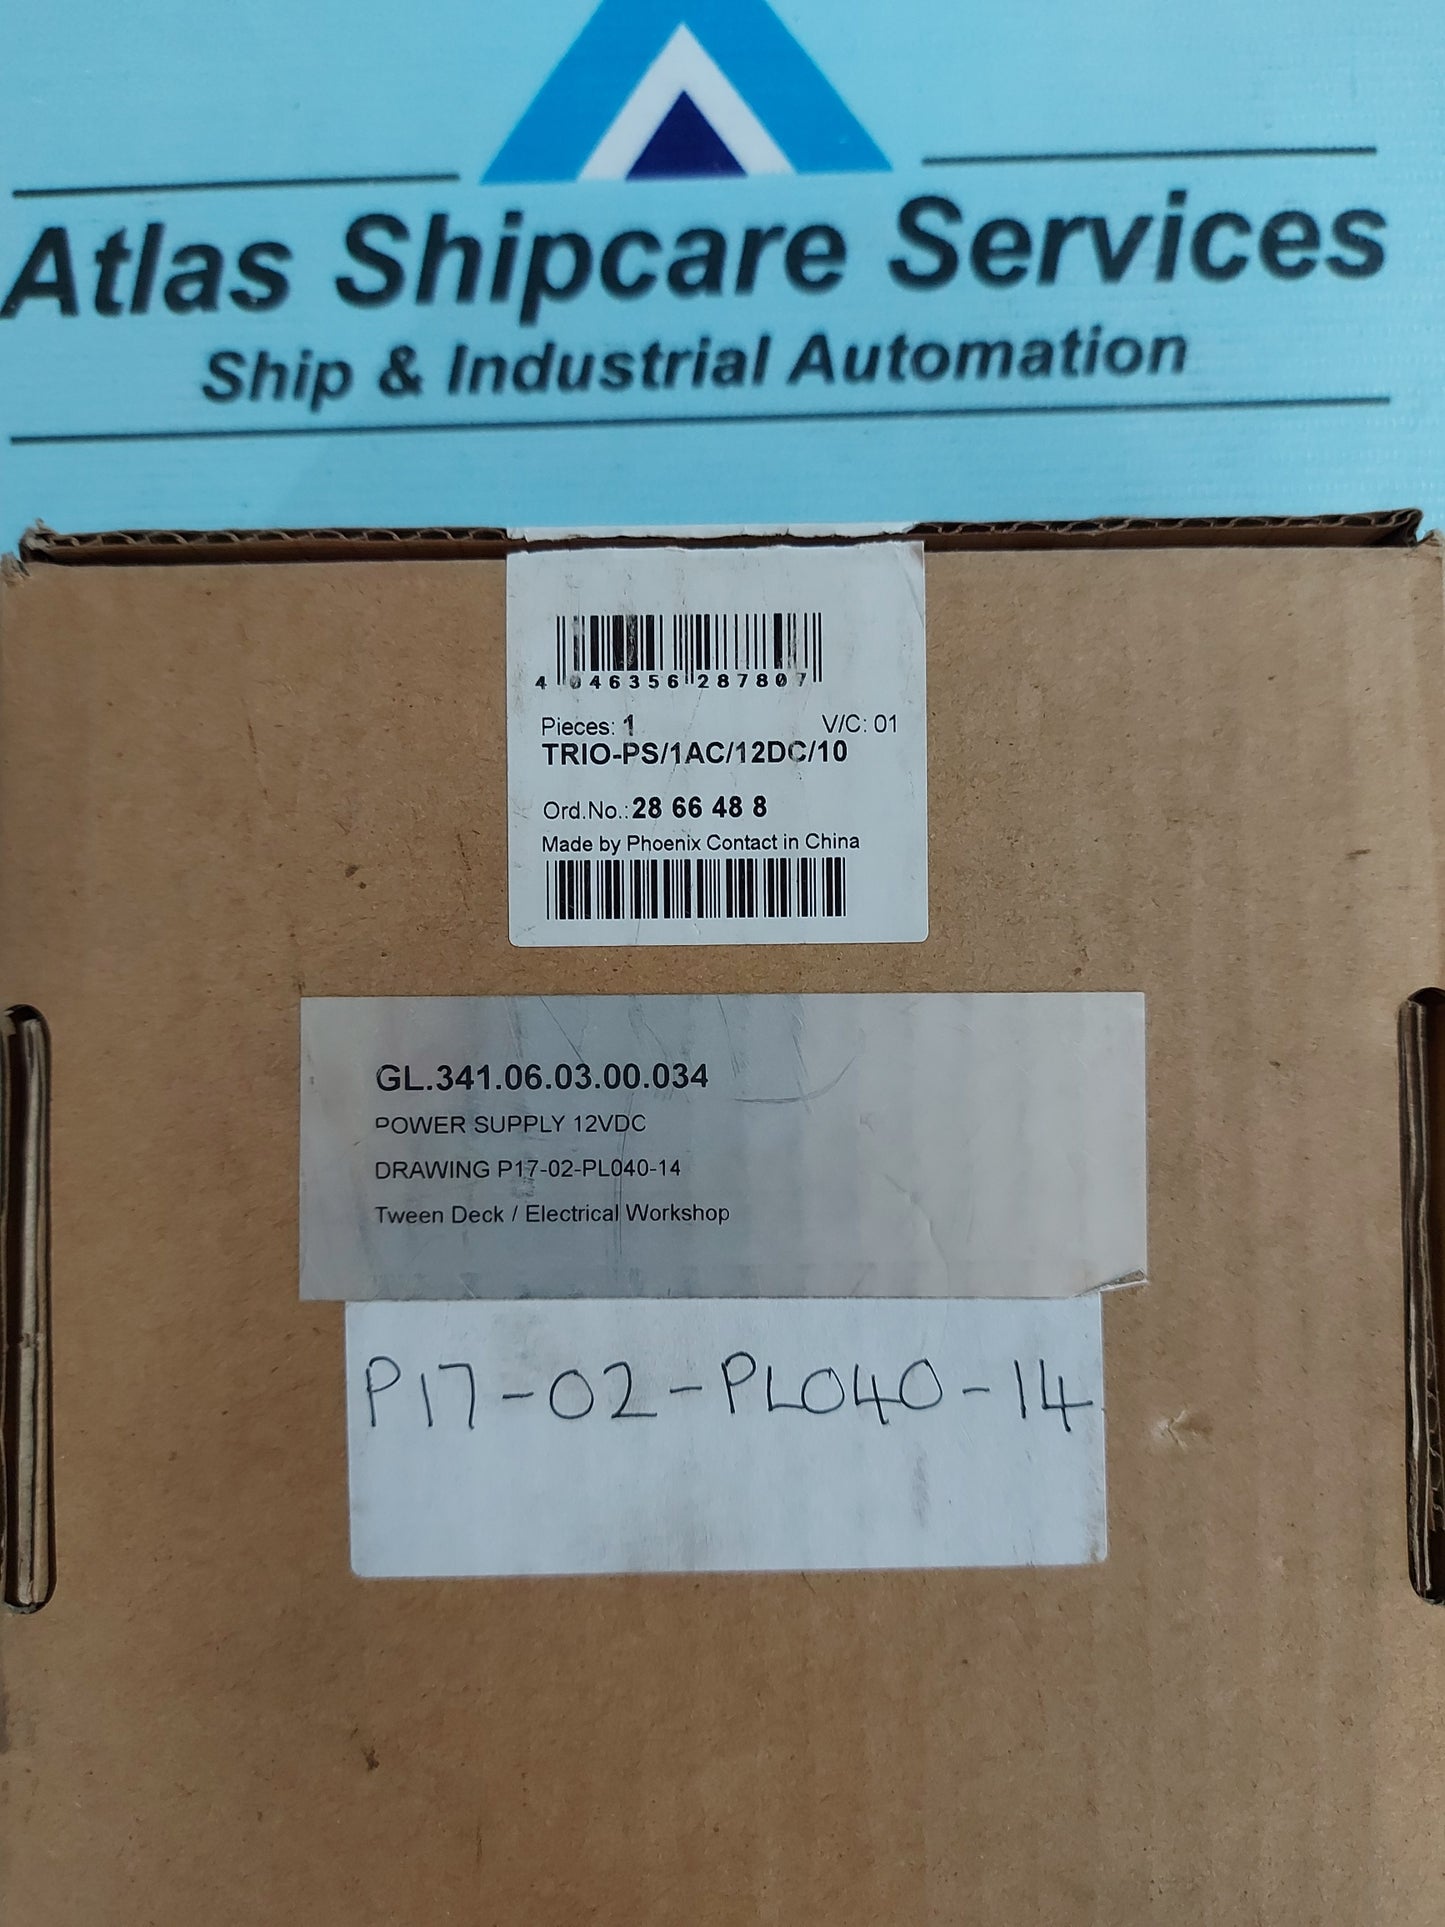 Atlas Shipcare Services
Ship & Industrial Automation
4 046356 287807
Pieces: 1 V/C: 01
TRIO-PS/1AC/12DC/10
Ord.No.: 28 66 48 8
Made by Phoenix Contact in China
GL.341.06.03.00.034
POWER SUPPLY 12VDC
DRAWING P17-02-PL040-14
Tween Deck / Electrical Workshop
P17-02-PL040-14